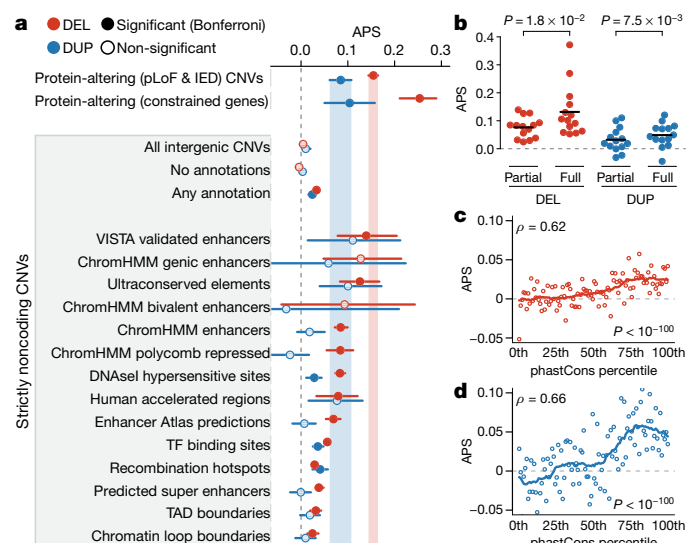 a
DEL
Significant (Bonferroni)
DUP
Non-significant
APS
0.0 0.1 0.2 0.3
Protein-altering (pLoF & IED) CNVs
Protein-altering (constrained genes)
Strictly noncoding CNVs
All intergenic CNVs
No annotations
Any annotation
VISTA validated enhancers
ChromHMM genic enhancers
Ultraconserved elements
ChromHMM bivalent enhancers
ChromHMM enhancers
ChromHMM polycomb repressed
DNAseI hypersensitive sites
Human accelerated regions
Enhancer Atlas predictions
TF binding sites
Recombination hotspots
Predicted super enhancers
TAD boundaries
Chromatin loop boundaries
b
P = 1.8 × 10−2 P = 7.5 × 10−3
APS
0.4
0.3
0.2
0.1
0.0
Partial Full Partial Full
DEL DUP
c
ρ = 0.62
APS
0.10
0.05
0
−0.05
P < 10−100
0th 25th 50th 75th 100th
phastCons percentile
d
ρ = 0.66
APS
0.10
0.05
0
−0.05
P < 10−100
0th 25th 50th 75th 100th
phastCons percentile